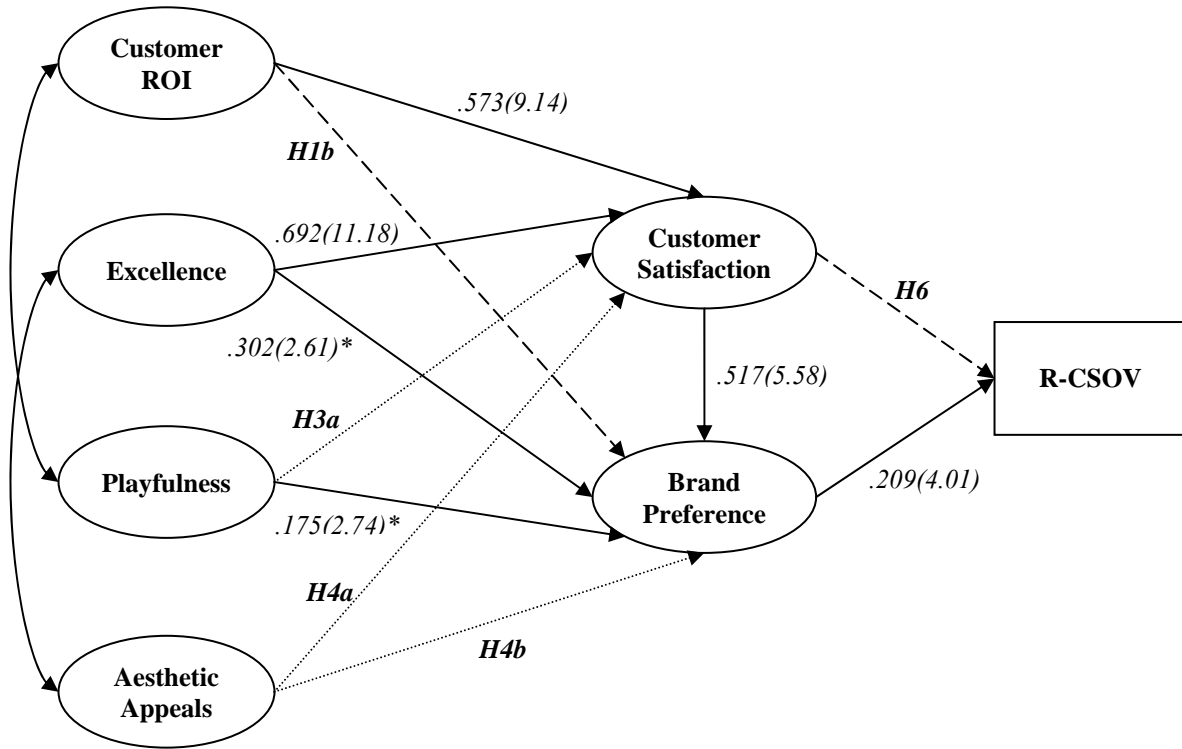 Customer
ROI
.573(9.14)
H1b
.692(11.18)
Customer
Satisfaction
Excellence
H6
.302(2.61)*
.517(5.58)
R-CSOV
H3a
Playfulness
Brand
Preference
.209(4.01)
.175(2.74)*
H4a
H4b
Aesthetic
Appeals